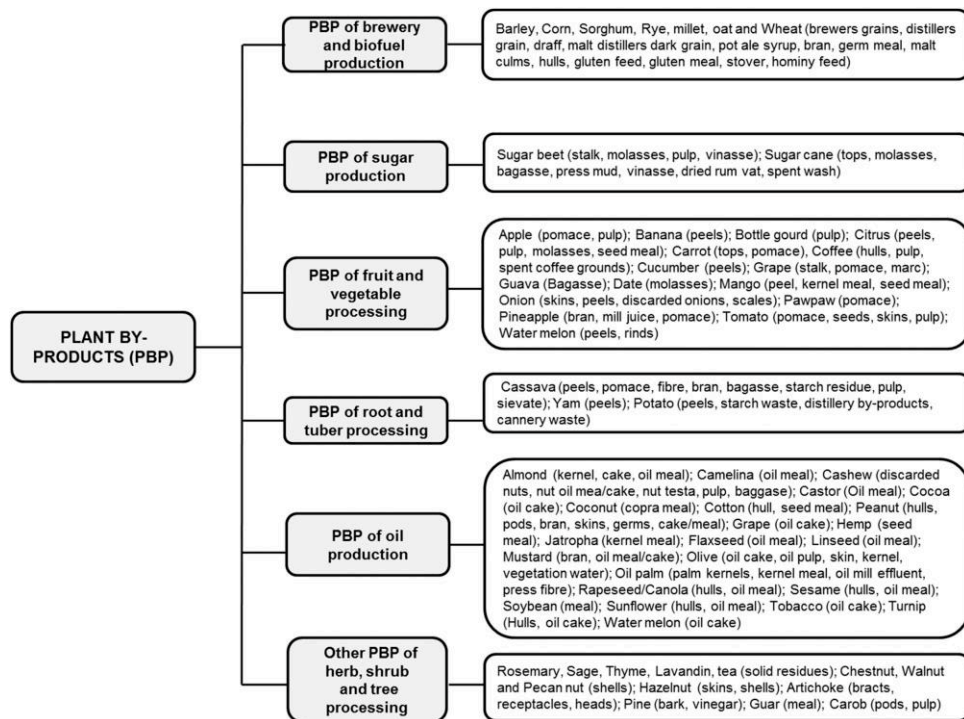 PBP of brewery
and biofuel
production
Barley, Corn, Sorghum, Rye, millet, oat and Wheat (brewers grains, distillers
grain, draff, malt distillers dark grain, pot ale syrup, bran, germ meal, malt
culms, hulls, gluten feed, gluten meal, stover, hominy feed)
PBP of sugar
production
Sugar beet (stalk, molasses, pulp, vinasse); Sugar cane (tops, molasses,
bagasse, press mud, vinasse, dried rum vat, spent wash)
PBP of fruit and
vegetable
processing
Apple (pomace, pulp); Banana (peels); Bottle gourd (pulp); Citrus (peels,
pulp, molasses, seed meal); Carrot (tops, pomace), Coffee (hulls, pulp,
spent coffee grounds); Cucumber (peels); Grape (stalk, pomace, marc);
Guava (Bagasse); Date (molasses); Mango (peel, kernel meal, seed meal);
Onion (skins, peels, discarded onions, scales); Pawpaw (pomace);
Pineapple (bran, mill juice, pomace); Tomato (pomace, seeds, skins, pulp);
Water melon (peels, rinds)
PLANT BY-
PRODUCTS (PBP)
PBP of root and
tuber processing
Cassava (peels, pomace, fibre, bran, bagasse, starch residue, pulp,
sievate); Yam (peels); Potato (peels, starch waste, distillery by-products,
cannery waste)
PBP of oil
production
Almond (kernel, cake, oil meal); Camelina (oil meal); Cashew (discarded
nuts, nut oil mea/cake, nut testa, pulp, baggase); Castor (Oil meal); Cocoa
(oil cake); Coconut (copra meal); Cotton (hull, seed meal); Peanut (hulls,
pods, bran, skins, germs, cake/meal); Grape (oil cake); Hemp (seed
meal); Jatropha (kernel meal); Flaxseed (oil meal); Linseed (oil meal);
Mustard (bran, oil meal/cake); Olive (oil cake, oil pulp, skin, kernel,
vegetation water); Oil palm (palm kernels, kernel meal, oil mill effluent,
press fibre); Rapeseed/Canola (hulls, oil meal); Sesame (hulls, oil meal);
Soybean (meal); Sunflower (hulls, oil meal); Tobacco (oil cake); Turnip
(Hulls, oil cake); Water melon (oil cake)
Other PBP of
herb, shrub
and tree
processing
Rosemary, Sage, Thyme, Lavandin, tea (solid residues); Chestnut, Walnut
and Pecan nut (shells); Hazelnut (skins, shells); Artichoke (bracts,
receptacles, heads); Pine (bark, vinegar); Guar (meal); Carob (pods, pulp)